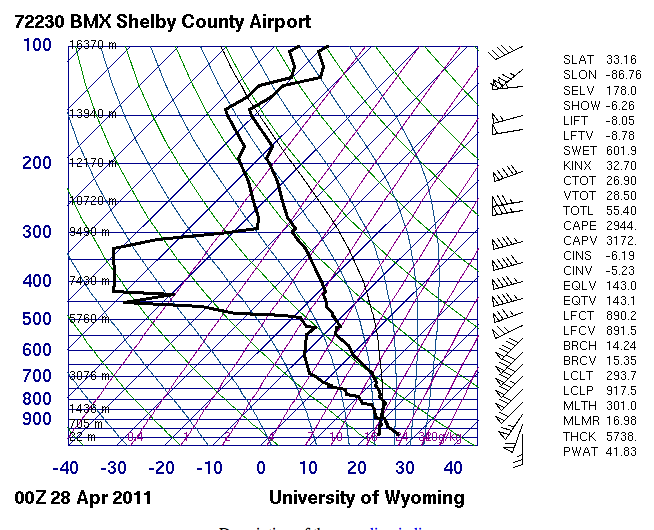 72230 BMX Shelby County Airport
100
16370 m
13940 m
200
12170 m
10720 m
300
9490 m
400
7430 m
500
5760 m
600
700
3076 m
800
1436 m
900
705 m
0.4 1 2 4 7 10 16 24 g/kg
-40 -30 -20 -10 0 10 20 30 40
00Z 28 Apr 2011 University of Wyoming
SLAT 33.16
SLON -86.76
SELV 178.0
SHOW -6.26
LIFT -8.05
LFTV -8.78
SWET 601.9
KINX 32.70
CTOT 26.90
VTOT 28.50
TOTL 55.40
CAPE 2944.
CAPV 3172.
CINS -6.19
CINV -5.23
EQLV 143.0
EQTV 143.1
LFCT 890.2
LFCV 891.5
BRCH 14.24
BRCV 15.35
LCLT 293.7
LCLP 917.5
MLTH 301.0
MLMR 16.98
THCK 5738.
PWAT 41.83